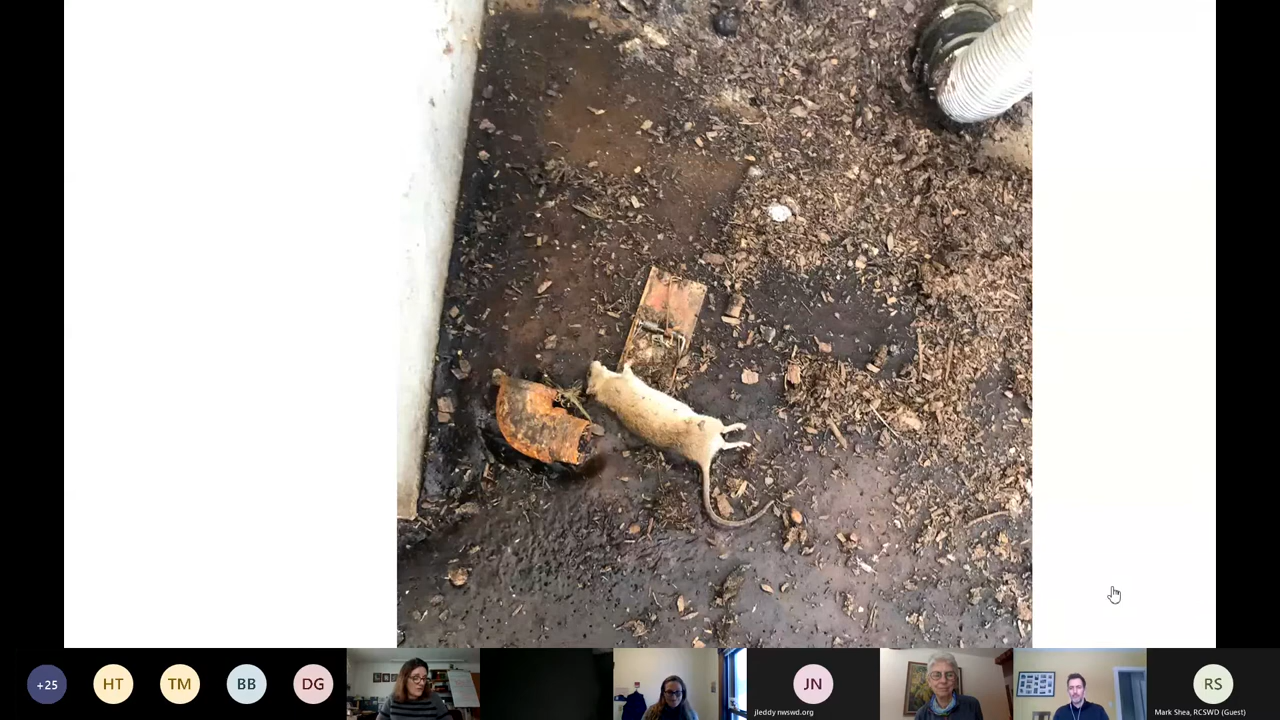 +25
HT
TM
BB
DG
JN
jleddy nwswd.org
RS
Mark Shea, RCSWD (Guest)